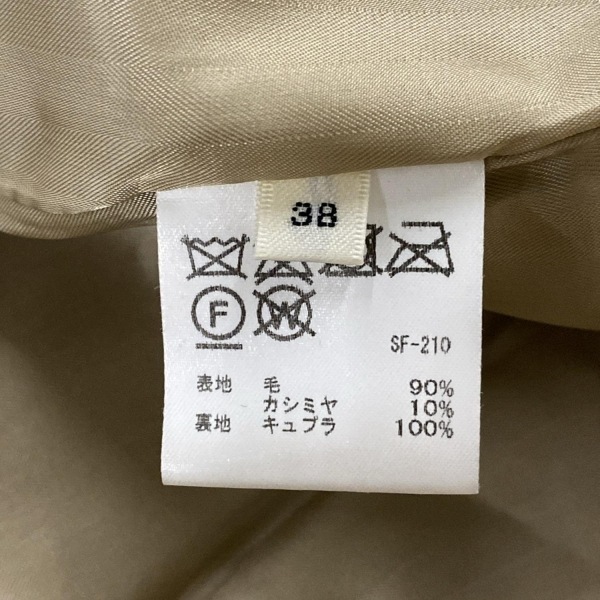 38
F
W
SF-210
表地 毛 90%
カシミヤ 10%
裏地 キュプラ 100%